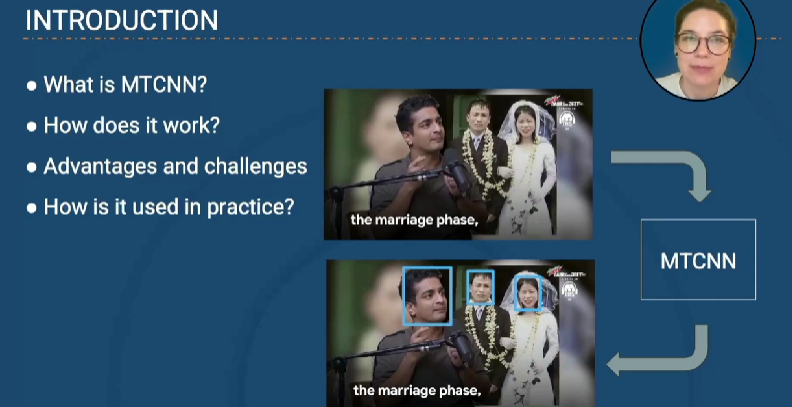 INTRODUCTION
● What is MTCNN?
● How does it work?
● Advantages and challenges
● How is it used in practice?
the marriage phase,
MTCNN
the marriage phase,